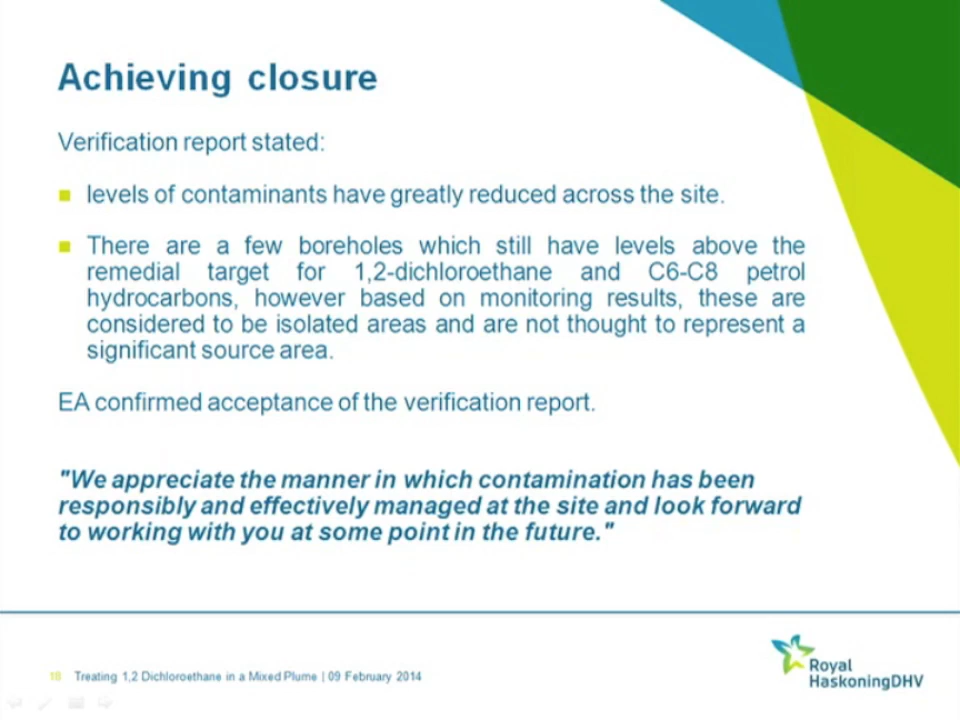 Achieving closure
Verification report stated:
levels of contaminants have greatly reduced across the site.
There are a few boreholes which still have levels above the
remedial target for 1,2-dichloroethane and C6-C8 petrol
hydrocarbons, however based on monitoring results, these are
considered to be isolated areas and are not thought to represent a
significant source area.
EA confirmed acceptance of the verification report.
"We appreciate the manner in which contamination has been
responsibly and effectively managed at the site and look forward
to working with you at some point in the future."
18 Treating 1,2 Dichloroethane in a Mixed Plume | 09 February 2014
Royal
HaskoningDHV